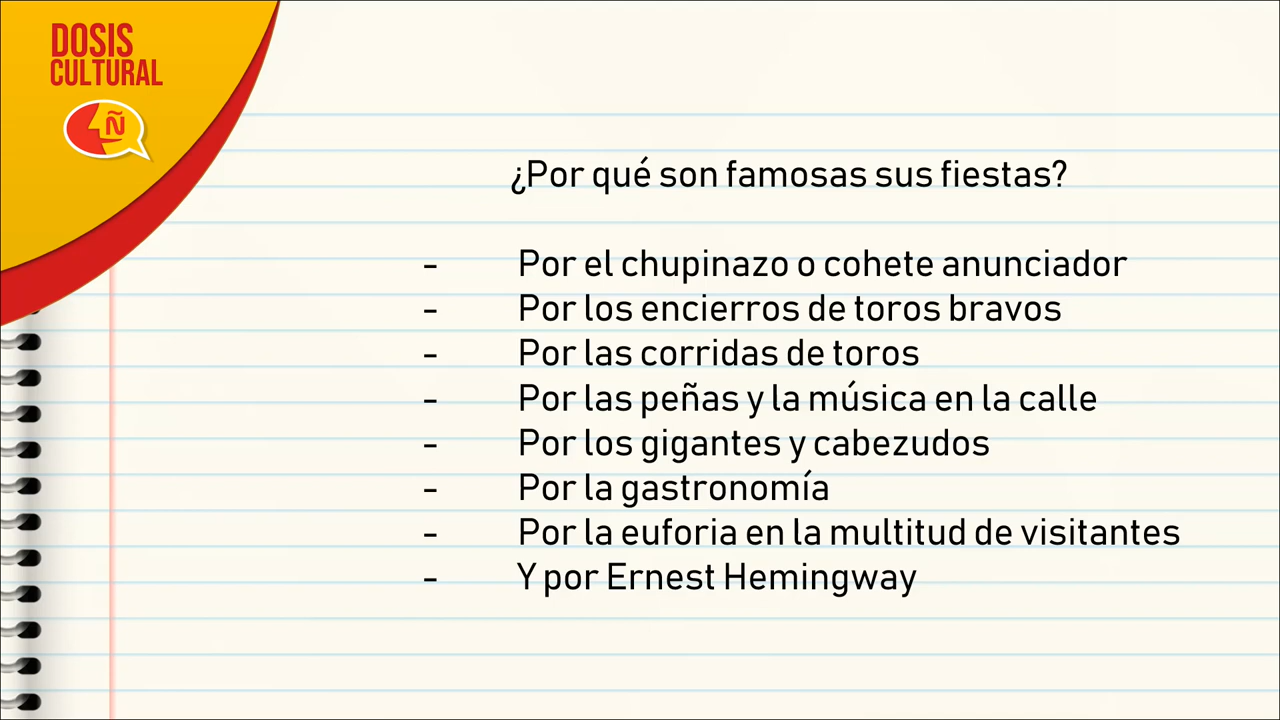 DOSIS
CULTURAL
Ñ
¿Por qué son famosas sus fiestas?
- Por el chupinazo o cohete anunciador
- Por los encierros de toros bravos
- Por las corridas de toros
- Por las peñas y la música en la calle
- Por los gigantes y cabezudos
- Por la gastronomía
- Por la euforia en la multitud de visitantes
- Y por Ernest Hemingway